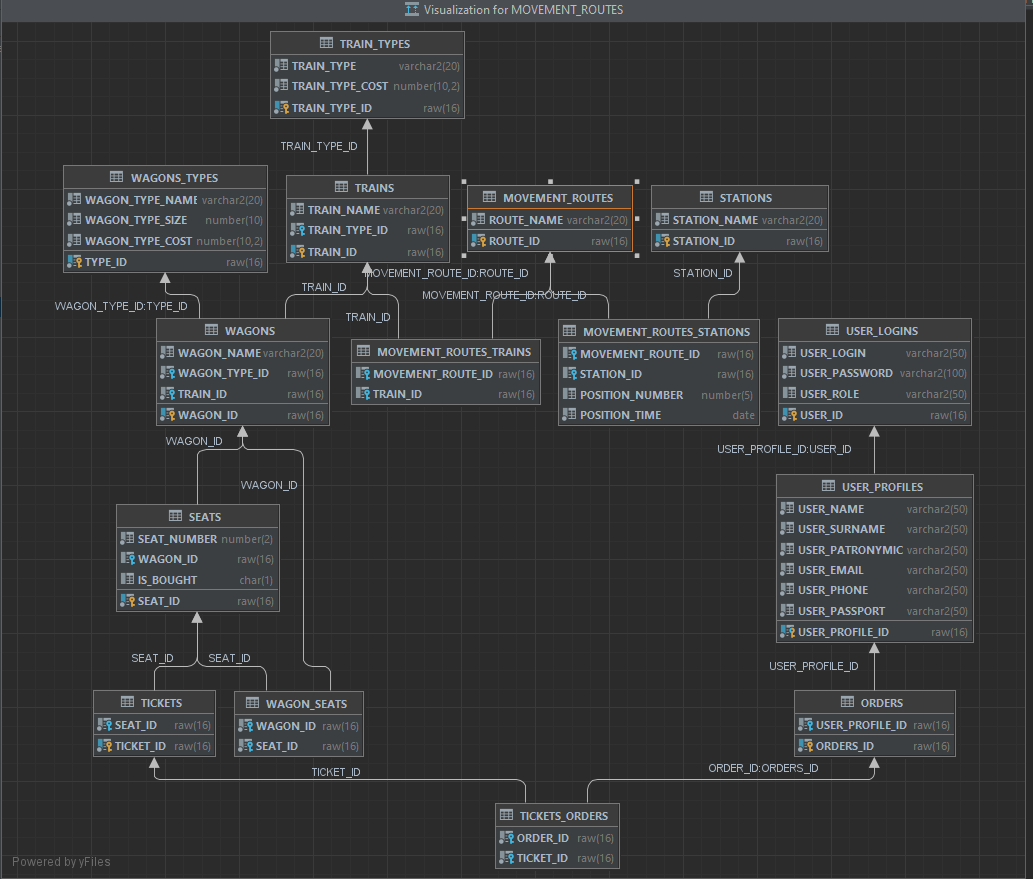 Visualization for MOVEMENT_ROUTES
TRAIN_TYPES
TRAIN_TYPE varchar2(20)
TRAIN_TYPE_COST number(10,2)
TRAIN_TYPE_ID raw(16)
TRAIN_TYPE_ID
WAGONS_TYPES
WAGON_TYPE_NAME varchar2(20)
WAGON_TYPE_SIZE number(10)
WAGON_TYPE_COST number(10,2)
TYPE_ID raw(16)
TRAINS
TRAIN_NAME varchar2(20)
TRAIN_TYPE_ID raw(16)
TRAIN_ID raw(16)
MOVEMENT_ROUTES
ROUTE_NAME varchar2(20)
ROUTE_ID raw(16)
STATIONS
STATION_NAME varchar2(20)
STATION_ID raw(16)
MOVEMENT_ROUTE_ID:ROUTE_ID
STATION_ID
TRAIN_ID
MOVEMENT_ROUTE_ID:ROUTE_ID
WAGON_TYPE_ID:TYPE_ID
TRAIN_ID
WAGONS
WAGON_NAME varchar2(20)
WAGON_TYPE_ID raw(16)
TRAIN_ID raw(16)
WAGON_ID raw(16)
MOVEMENT_ROUTES_TRAINS
MOVEMENT_ROUTE_ID raw(16)
TRAIN_ID raw(16)
MOVEMENT_ROUTES_STATIONS
MOVEMENT_ROUTE_ID raw(16)
STATION_ID raw(16)
POSITION_NUMBER number(5)
POSITION_TIME date
USER_LOGINS
USER_LOGIN varchar2(50)
USER_PASSWORD varchar2(100)
USER_ROLE varchar2(50)
USER_ID raw(16)
WAGON_ID
USER_PROFILE_ID:USER_ID
WAGON_ID
USER_PROFILES
USER_NAME varchar2(50)
USER_SURNAME varchar2(50)
USER_PATRONYMIC varchar2(50)
USER_EMAIL varchar2(50)
USER_PHONE varchar2(50)
USER_PASSPORT varchar2(50)
USER_PROFILE_ID raw(16)
SEATS
SEAT_NUMBER number(2)
WAGON_ID raw(16)
IS_BOUGHT char(1)
SEAT_ID raw(16)
SEAT_ID
SEAT_ID
USER_PROFILE_ID
TICKETS
SEAT_ID raw(16)
TICKET_ID raw(16)
WAGON_SEATS
WAGON_ID raw(16)
SEAT_ID raw(16)
ORDERS
USER_PROFILE_ID raw(16)
ORDERS_ID raw(16)
TICKET_ID
ORDER_ID:ORDERS_ID
TICKETS_ORDERS
ORDER_ID raw(16)
TICKET_ID raw(16)
Powered by yFiles